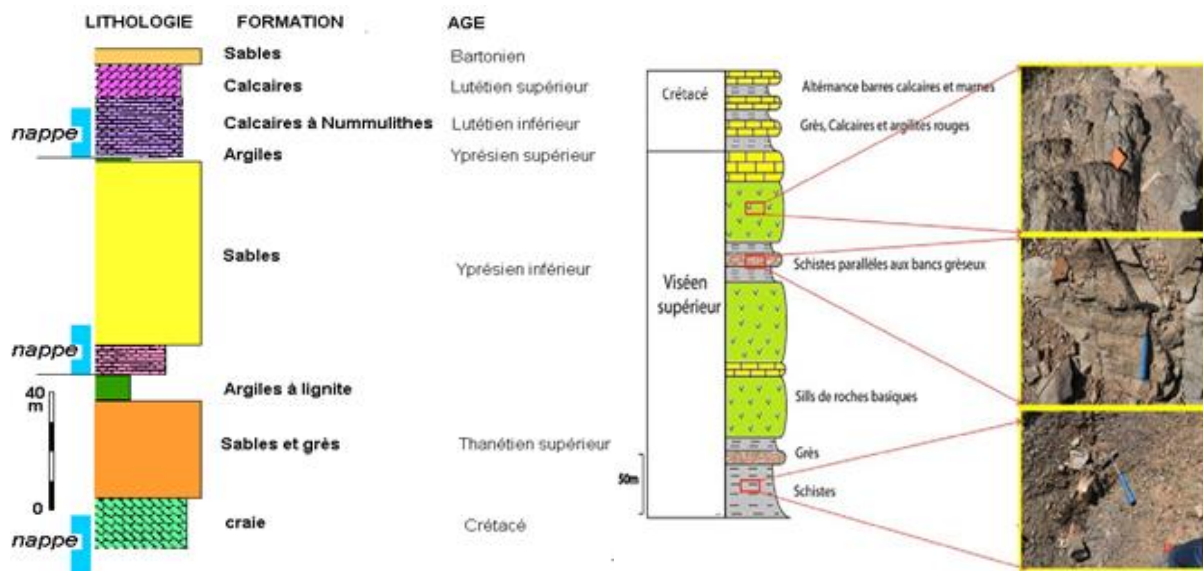 LITHOLOGIE FORMATION AGE
Sables Bartonien
Calcaires Lutétien supérieur
nappe Calcaires à Nummulithes Lutétien inférieur
Argiles Yprésien supérieur
Sables Yprésien inférieur
nappe
40 m Argiles à lignite
Sables et grès Thanétien supérieur
0
craie Crétacé
nappe
Crétacé
Altérnance barres calcaires et marnes
Grès, Calcaires et argilités rouges
Viséen supérieur
Schistes parallèles aux bancs grèseux
Sills de roches basiques
Grès
50m
Schistes